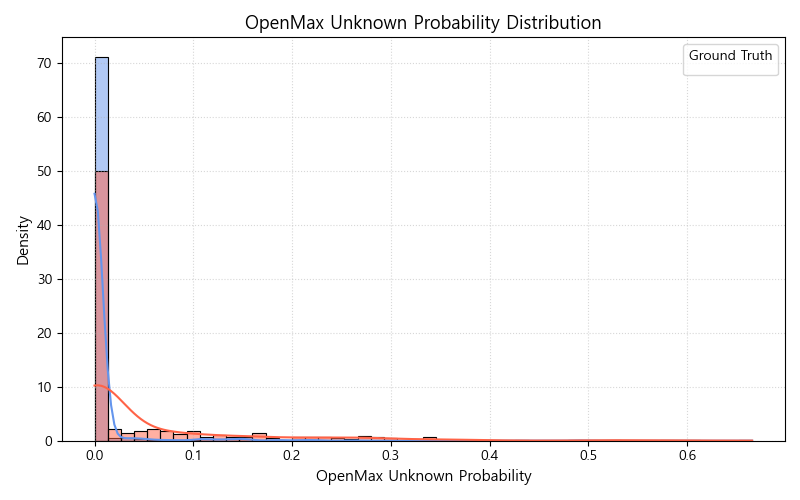 OpenMax Unknown Probability Distribution
Ground Truth
Density
70
60
50
40
30
20
10
0
0.0 0.1 0.2 0.3 0.4 0.5 0.6
OpenMax Unknown Probability